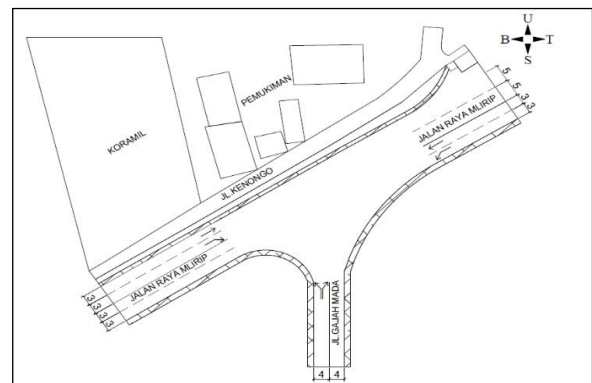 U
B T
S
KORAMIL
PEMUKIMAN
JL.KENONGO
JALAN RAYA MLIRIP
5
5
3
3
JALAN RAYA MLIRIP
3
3
3
3
JL.GAJAH MADA
4 4